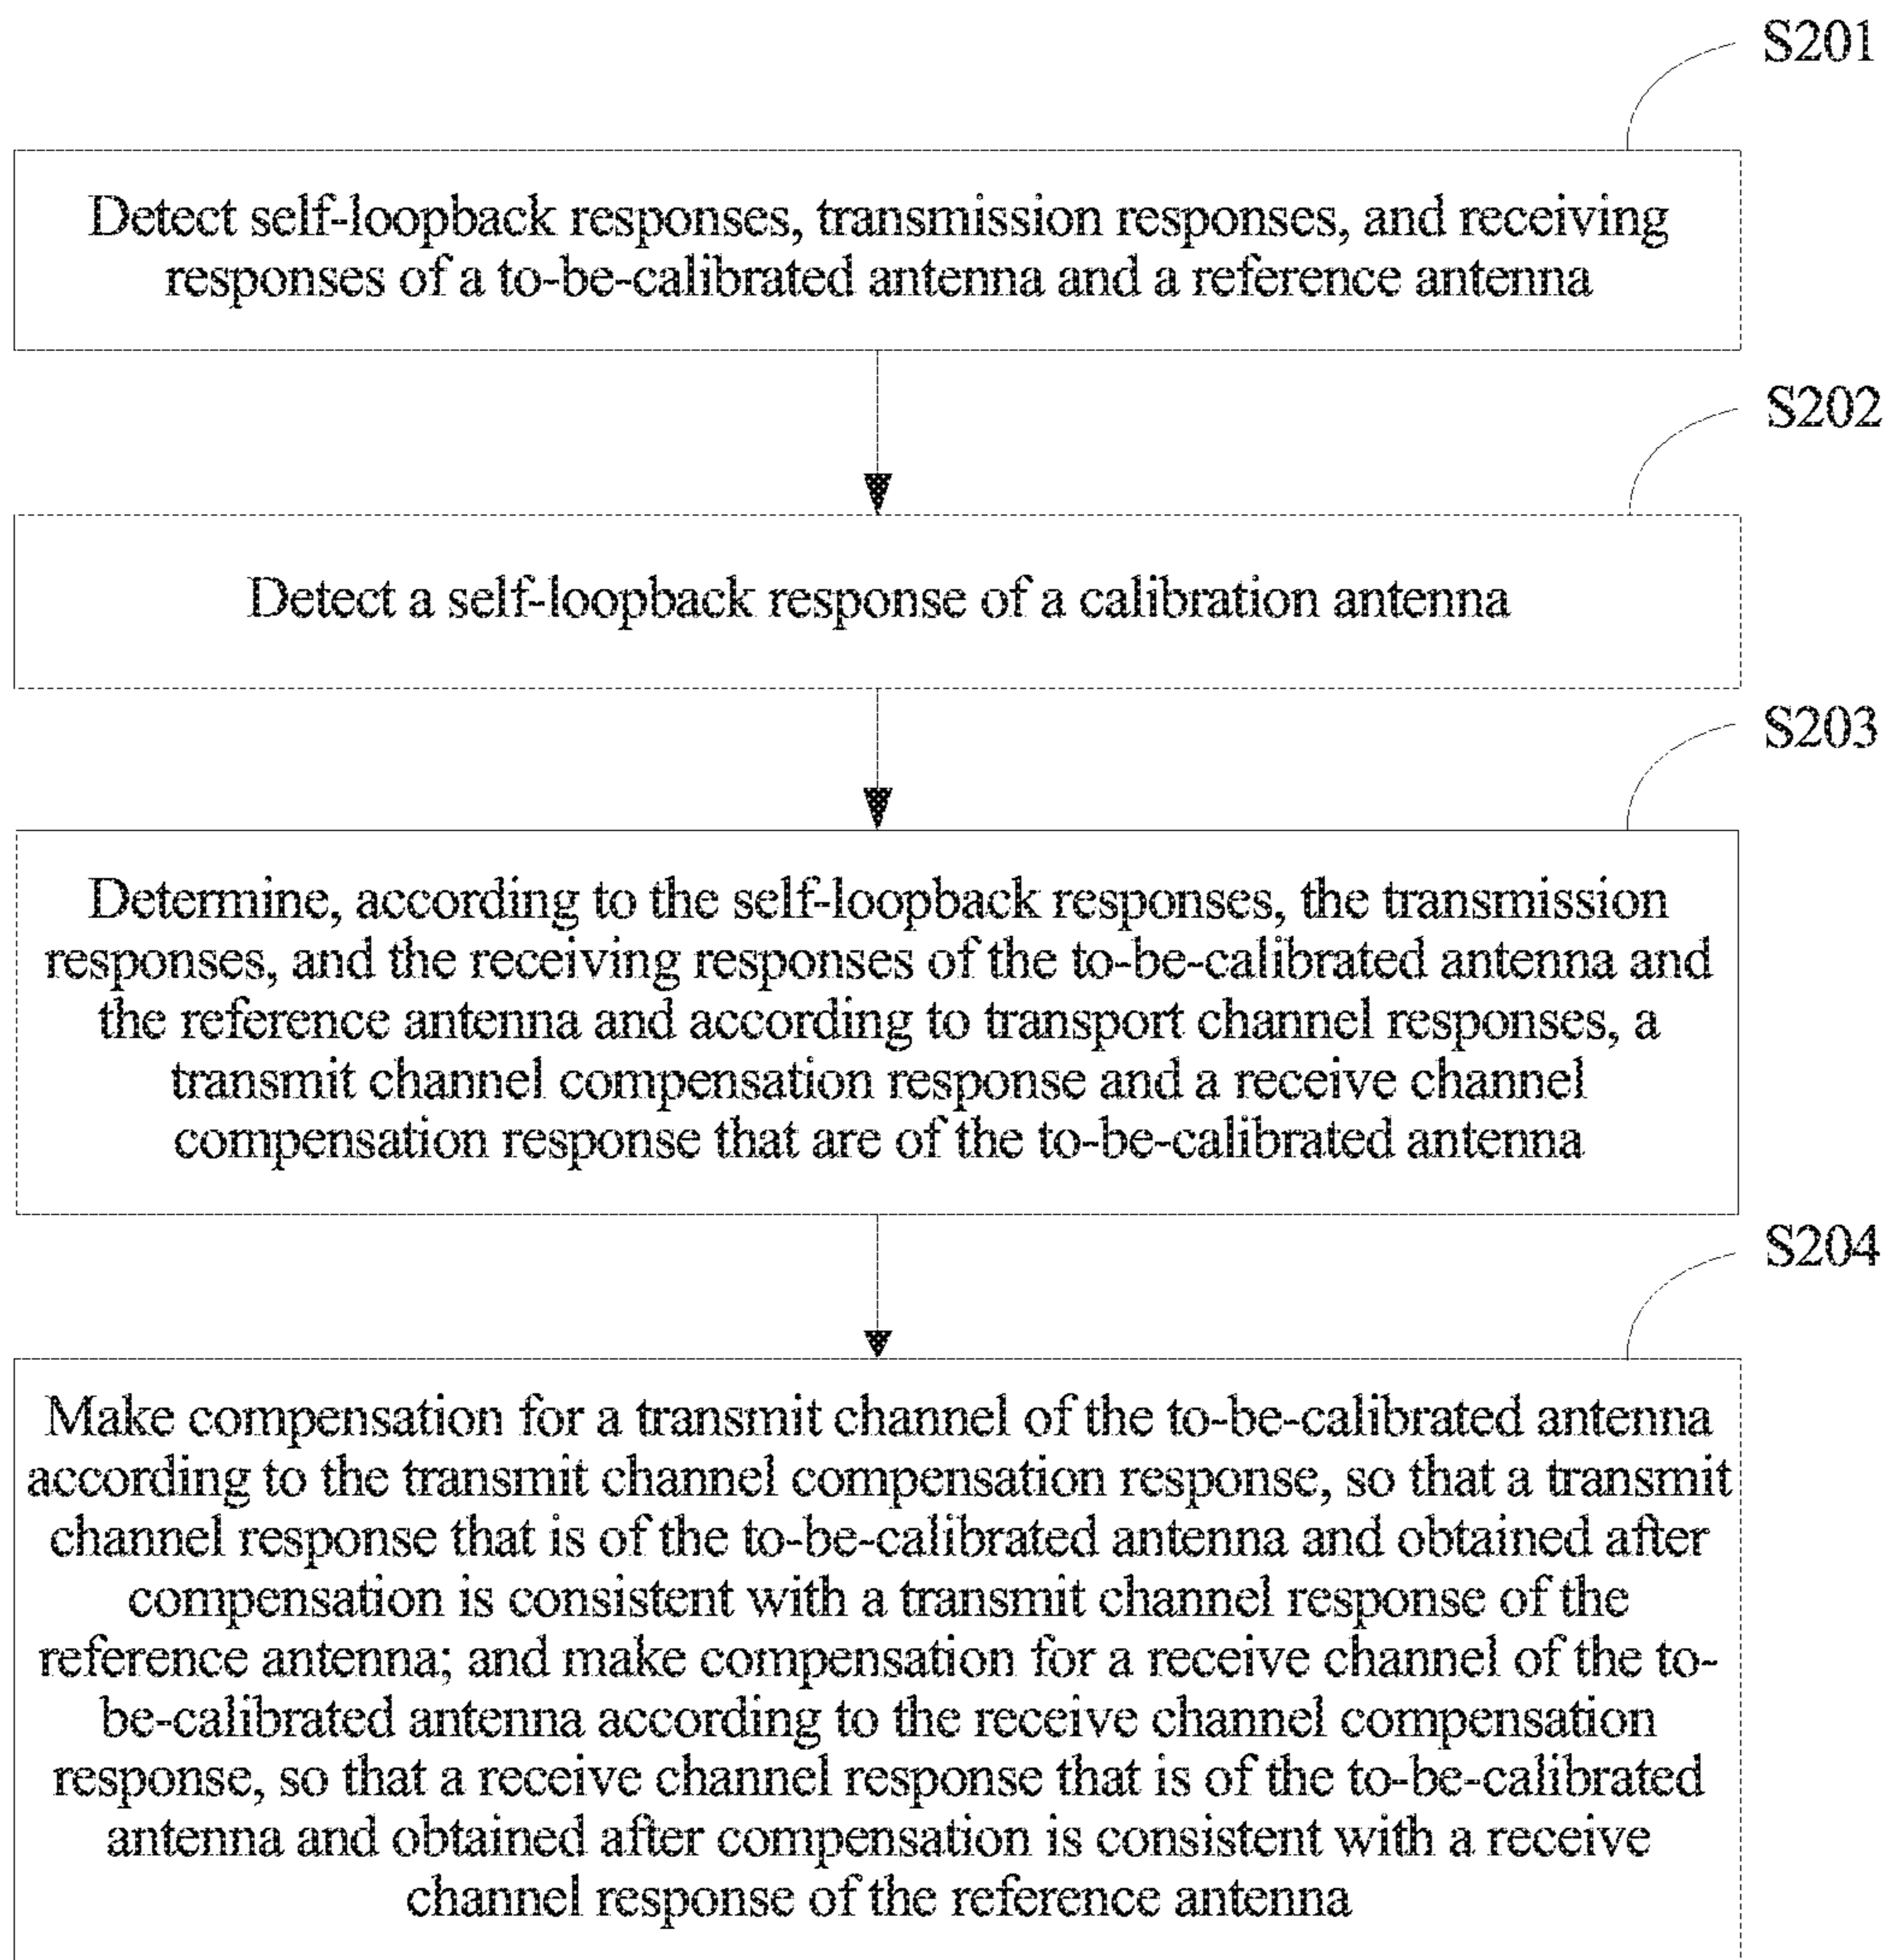 S201
Detect self-loopback responses, transmission responses, and receiving
responses of a to-be-calibrated antenna and a reference antenna
S202
Detect a self-loopback response of a calibration antenna
S203
Determine, according to the self-loopback responses, the transmission
responses, and the receiving responses of the to-be-calibrated antenna and
the reference antenna and according to transport channel responses, a
transmit channel compensation response and a receive channel
compensation response that are of the to-be-calibrated antenna
S204
Make compensation for a transmit channel of the to-be-calibrated antenna
according to the transmit channel compensation response, so that a transmit
channel response that is of the to-be-calibrated antenna and obtained after
compensation is consistent with a transmit channel response of the
reference antenna; and make compensation for a receive channel of the to-
be-calibrated antenna according to the receive channel compensation
response, so that a receive channel response that is of the to-be-calibrated
antenna and obtained after compensation is consistent with a receive
channel response of the reference antenna